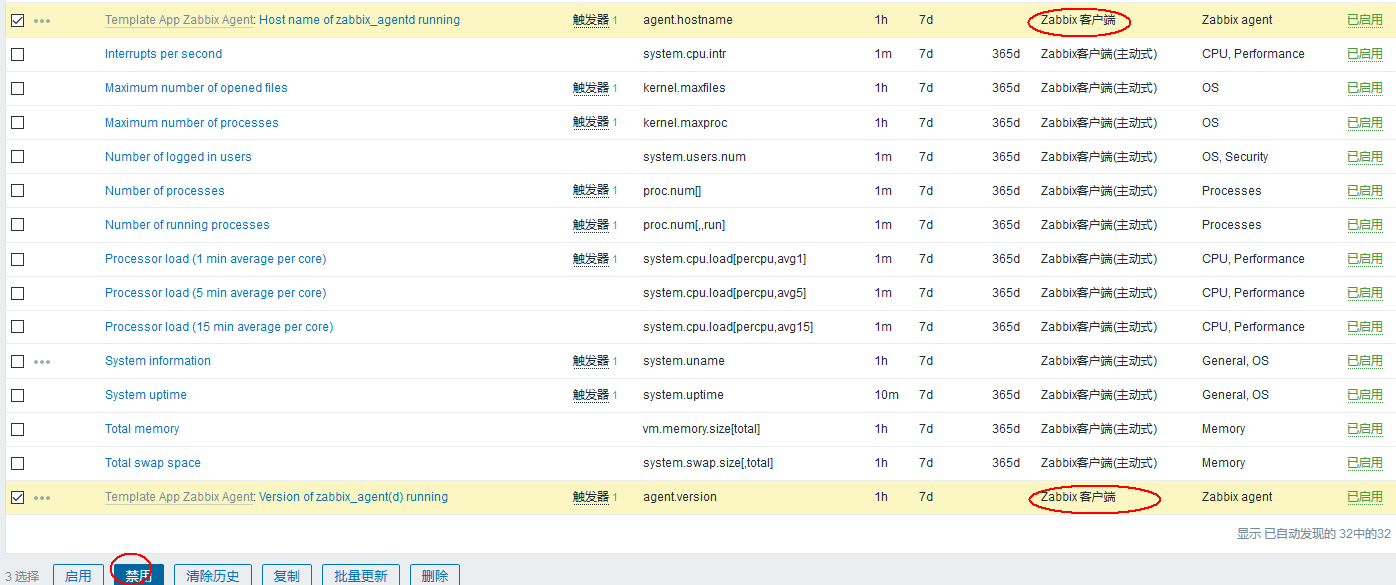 Template App Zabbix Agent: Host name of zabbix_agentd running 触发器 1 agent.hostname 1h 7d Zabbix 客户端 Zabbix agent 已启用
Interrupts per second system.cpu.intr 1m 7d 365d Zabbix客户端(主动式) CPU, Performance 已启用
Maximum number of opened files 触发器 1 kernel.maxfiles 1h 7d 365d Zabbix客户端(主动式) OS 已启用
Maximum number of processes 触发器 1 kernel.maxproc 1h 7d 365d Zabbix客户端(主动式) OS 已启用
Number of logged in users system.users.num 1m 7d 365d Zabbix客户端(主动式) OS, Security 已启用
Number of processes 触发器 1 proc.num[] 1m 7d 365d Zabbix客户端(主动式) Processes 已启用
Number of running processes 触发器 1 proc.num[,,run] 1m 7d 365d Zabbix客户端(主动式) Processes 已启用
Processor load (1 min average per core) 触发器 1 system.cpu.load[percpu,avg1] 1m 7d 365d Zabbix客户端(主动式) CPU, Performance 已启用
Processor load (5 min average per core) system.cpu.load[percpu,avg5] 1m 7d 365d Zabbix客户端(主动式) CPU, Performance 已启用
Processor load (15 min average per core) system.cpu.load[percpu,avg15] 1m 7d 365d Zabbix客户端(主动式) CPU, Performance 已启用
System information 触发器 1 system.uname 1h 7d Zabbix客户端(主动式) General, OS 已启用
System uptime 触发器 1 system.uptime 10m 7d 365d Zabbix客户端(主动式) General, OS 已启用
Total memory vm.memory.size[total] 1h 7d 365d Zabbix客户端(主动式) Memory 已启用
Total swap space system.swap.size[,total] 1h 7d 365d Zabbix客户端(主动式) Memory 已启用
Template App Zabbix Agent: Version of zabbix_agent(d) running 触发器 1 agent.version 1h 7d Zabbix 客户端 Zabbix agent 已启用
显示 已自动发现的 32中的32
3 选择 启用 禁用 清除历史 复制 批量更新 删除